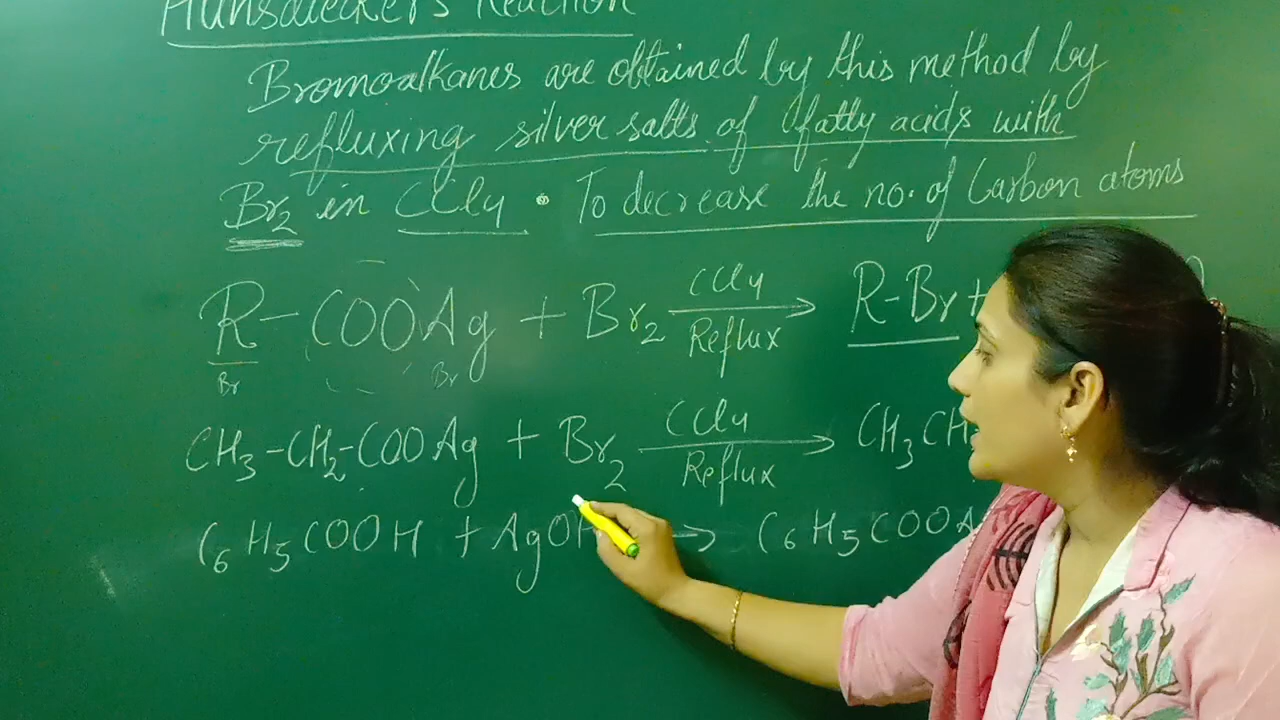 Hunsdiecker's Reaction
Bromoalkanes are obtained by this method by
refluxing silver salts of fatty acids with
Br2 in CCl4 • To decrease the no. of Carbon atoms
R-COOAg + Br2 CCl4 Reflux → R-Br +
Br Br
CH3-CH2-COOAg + Br2 CCl4 Reflux → CH3CH
C6H5COOH + AgOH → C6H5COOA